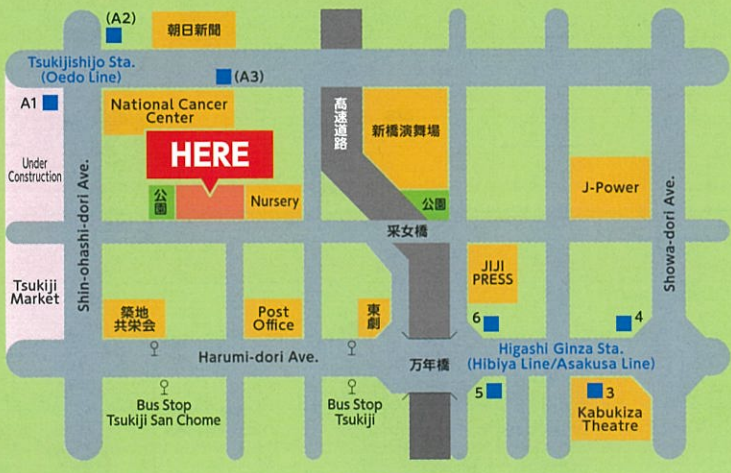 (A2)
朝日新聞
Tsukijishijo Sta.
(Oedo Line)
(A3)
A1
National Cancer
Center
高速道路
新橋演舞場
HERE
Under
Construction
Shin-ohashi-dori Ave.
公園
Nursery
公園
J-Power
Showa-dori Ave.
采女橋
Tsukiji
Market
JIJI
PRESS
築地
共栄会
Post
Office
東劇
6
4
Harumi-dori Ave.
万年橋
Higashi Ginza Sta.
(Hibiya Line/Asakusa Line)
Bus Stop
Tsukiji San Chome
Bus Stop
Tsukiji
5
3
Kabukiza
Theatre